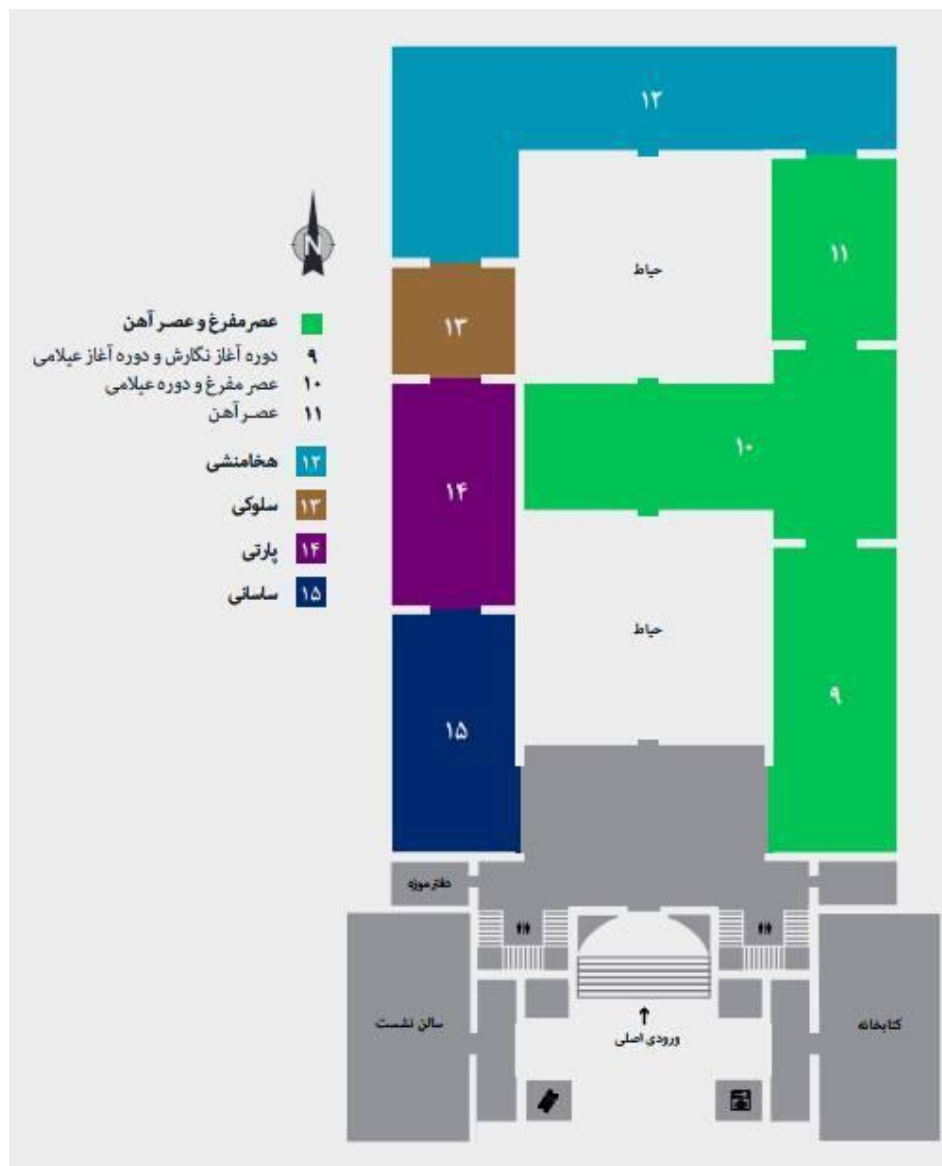 ۱۲
۱۱
حیاط
N
۱۳
عصر مفرغ و عصر آهن
۹ دوره آغاز نگارش و دوره آغاز عیلامی
۱۰ عصر مفرغ و دوره عیلامی
۱۱ عصر آهن
۱۰
۱۲ هخامنشی
۱۴
۱۳ سلوکی
۱۴ پارتی
۱۵ ساسانی
حیاط
۹
۱۵
دفتر موزه
کتابخانه
سالن نشست
ورودی اصلی